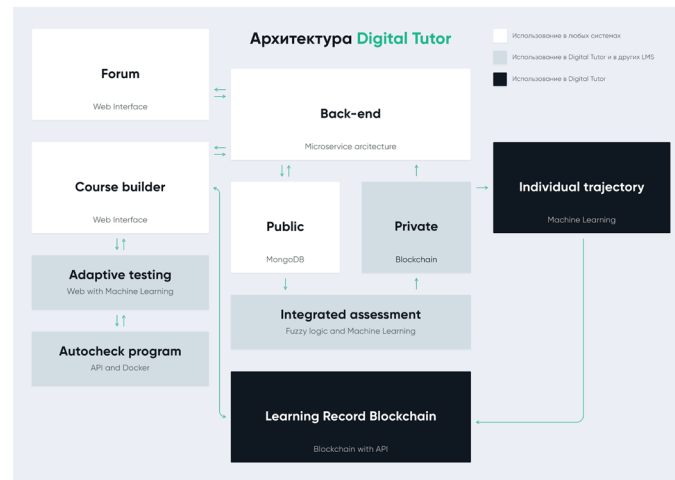 Архитектура Digital Tutor
Использование в любых системах
Использование в Digital Tutor и в других LMS
Использование в Digital Tutor
Forum
Web Interface
Back-end
Microservice arcitecture
Course builder
Web Interface
Public
MongoDB
Private
Blockchain
Individual trajectory
Machine Learning
Adaptive testing
Web with Machine Learning
Integrated assessment
Fuzzy logic and Machine Learning
Autocheck program
API and Docker
Learning Record Blockchain
Blockchain with API